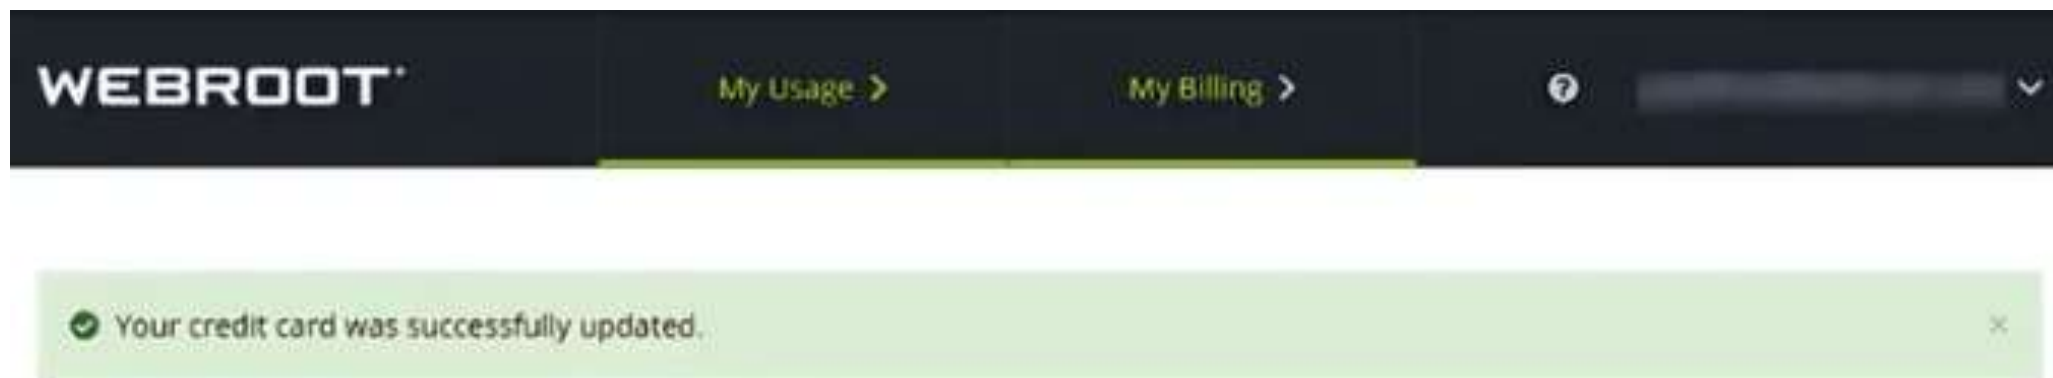 WEBROOT
My Usage
My Billing
Your credit card was successfully updated.